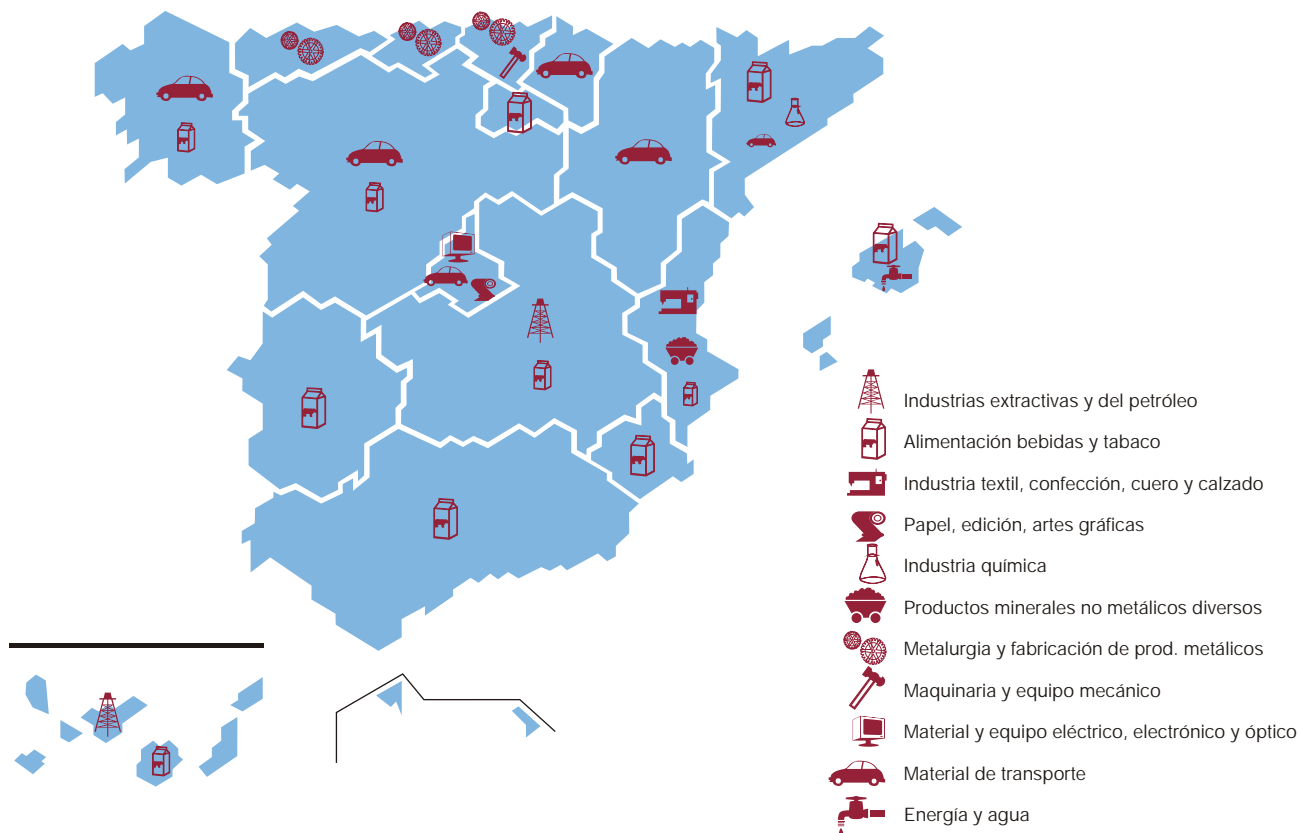 Industrias extractivas y del petróleo
Alimentación bebidas y tabaco
Industria textil, confección, cuero y calzado
Papel, edición, artes gráficas
Industria química
Productos minerales no metálicos diversos
Metalurgia y fabricación de prod. metálicos
Maquinaria y equipo mecánico
Material y equipo eléctrico, electrónico y óptico
Material de transporte
Energía y agua